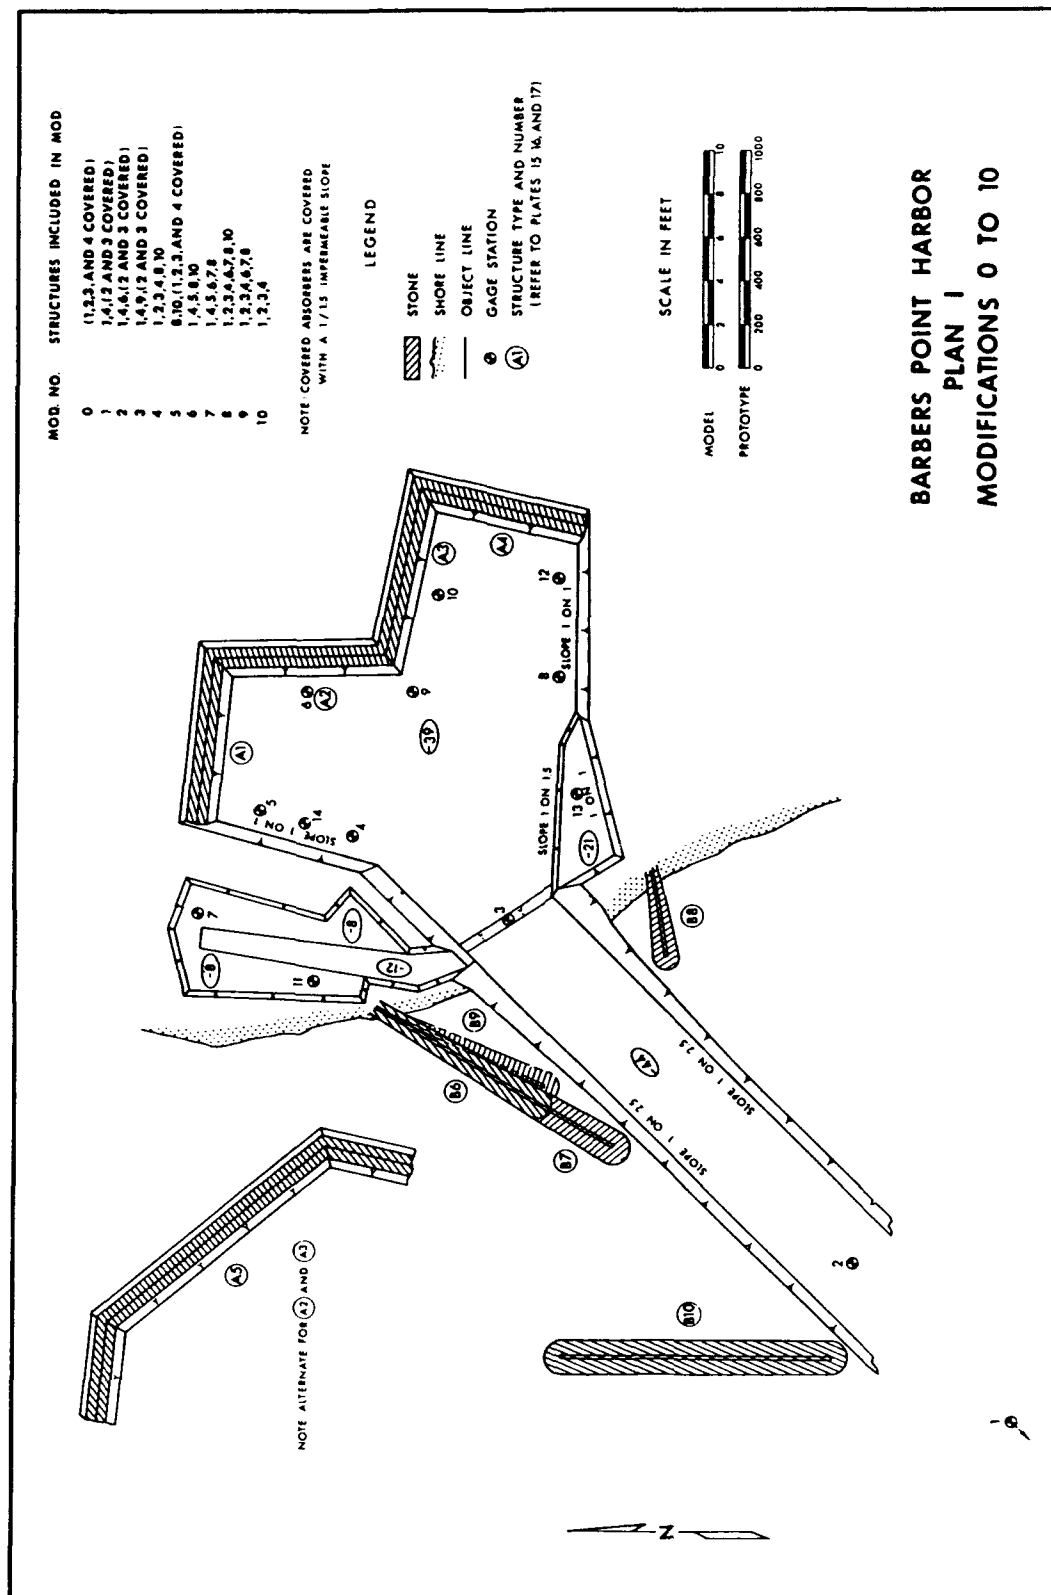 MOD. NO. STRUCTURES INCLUDED IN MOD
0 (1,2,3, AND 4 COVERED)
1 1,4,(2 AND 3 COVERED)
2 1,4,6,(2 AND 3 COVERED)
3 1,4,9,(2 AND 3 COVERED)
4 1,2,3,4,8,10
5 8,10,(1,2,3, AND 4 COVERED)
6 1,4,5,8,10
7 1,4,5,6,7,8
8 1,2,3,4,6,7,8,10
9 1,2,3,4,6,7,8
10 1,2,3,4
NOTE: COVERED ABSORBERS ARE COVERED
WITH A 1/1.5 IMPERMEABLE SLOPE
LEGEND
STONE
SHORE LINE
OBJECT LINE
GAGE STATION
A1 STRUCTURE TYPE AND NUMBER
(REFER TO PLATES 15 16, AND 17)
SCALE IN FEET
MODEL 0 2 4 6 8 10
PROTOTYPE 0 200 400 600 800 1000
BARBERS POINT HARBOR
PLAN 1
MODIFICATIONS 0 TO 10
A1
A2
A3
A4
5
14
4
6
9
10
12
8
13
3
7
11
2
1
-39
-21
-8
-8
-12
-44
SLOPE 1 ON 1
SLOPE 1 ON 1
SLOPE 1 ON 1.5
1 ON 1
SLOPE 1 ON 2.5
SLOPE 1 ON 2.5
B6
B7
B8
B9
B10
A5
NOTE ALTERNATE FOR A2 AND A3
N